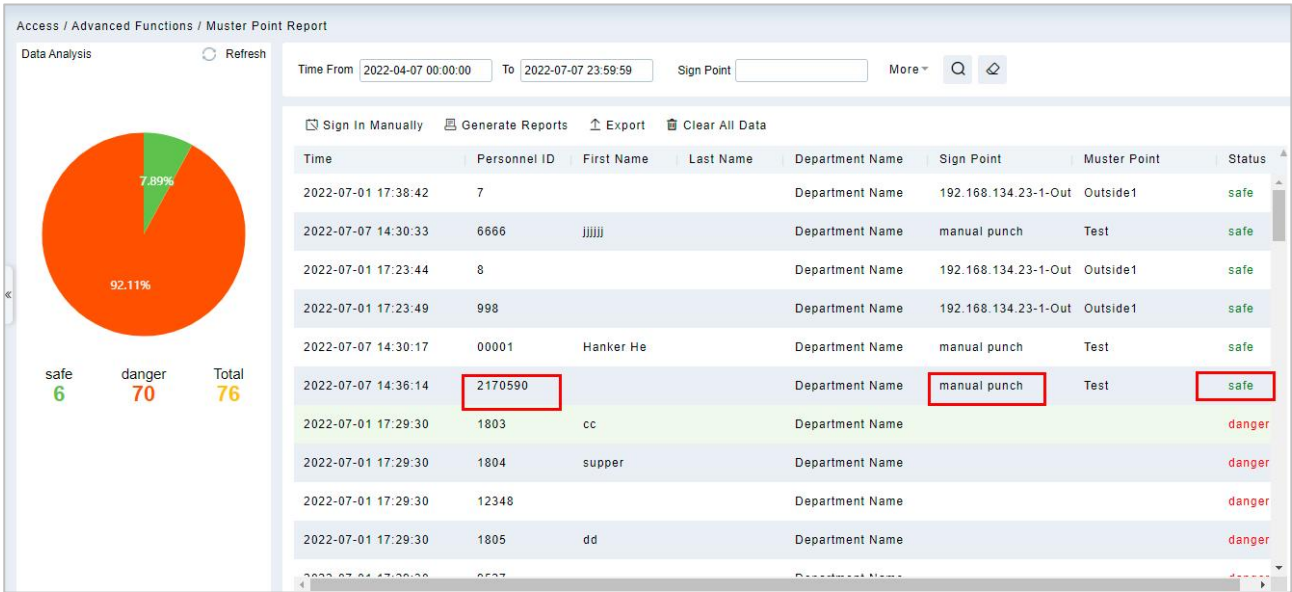 Access / Advanced Functions / Muster Point Report
Data Analysis Refresh
Time From 2022-04-07 00:00:00 To 2022-07-07 23:59:59 Sign Point More
Sign In Manually Generate Reports Export Clear All Data
Time Personnel ID First Name Last Name Department Name Sign Point Muster Point Status
2022-07-01 17:38:42 7 Department Name 192.168.134.23-1-Out Outside1 safe
2022-07-07 14:30:33 6666 jjjjjj Department Name manual punch Test safe
2022-07-01 17:23:44 8 Department Name 192.168.134.23-1-Out Outside1 safe
2022-07-01 17:23:49 998 Department Name 192.168.134.23-1-Out Outside1 safe
2022-07-07 14:30:17 00001 Hanker He Department Name manual punch Test safe
2022-07-07 14:36:14 2170590 Department Name manual punch Test safe
2022-07-01 17:29:30 1803 cc Department Name danger
2022-07-01 17:29:30 1804 supper Department Name danger
2022-07-01 17:29:30 12348 Department Name danger
2022-07-01 17:29:30 1805 dd Department Name danger
7.89%
92.11%
safe danger Total
6 70 76